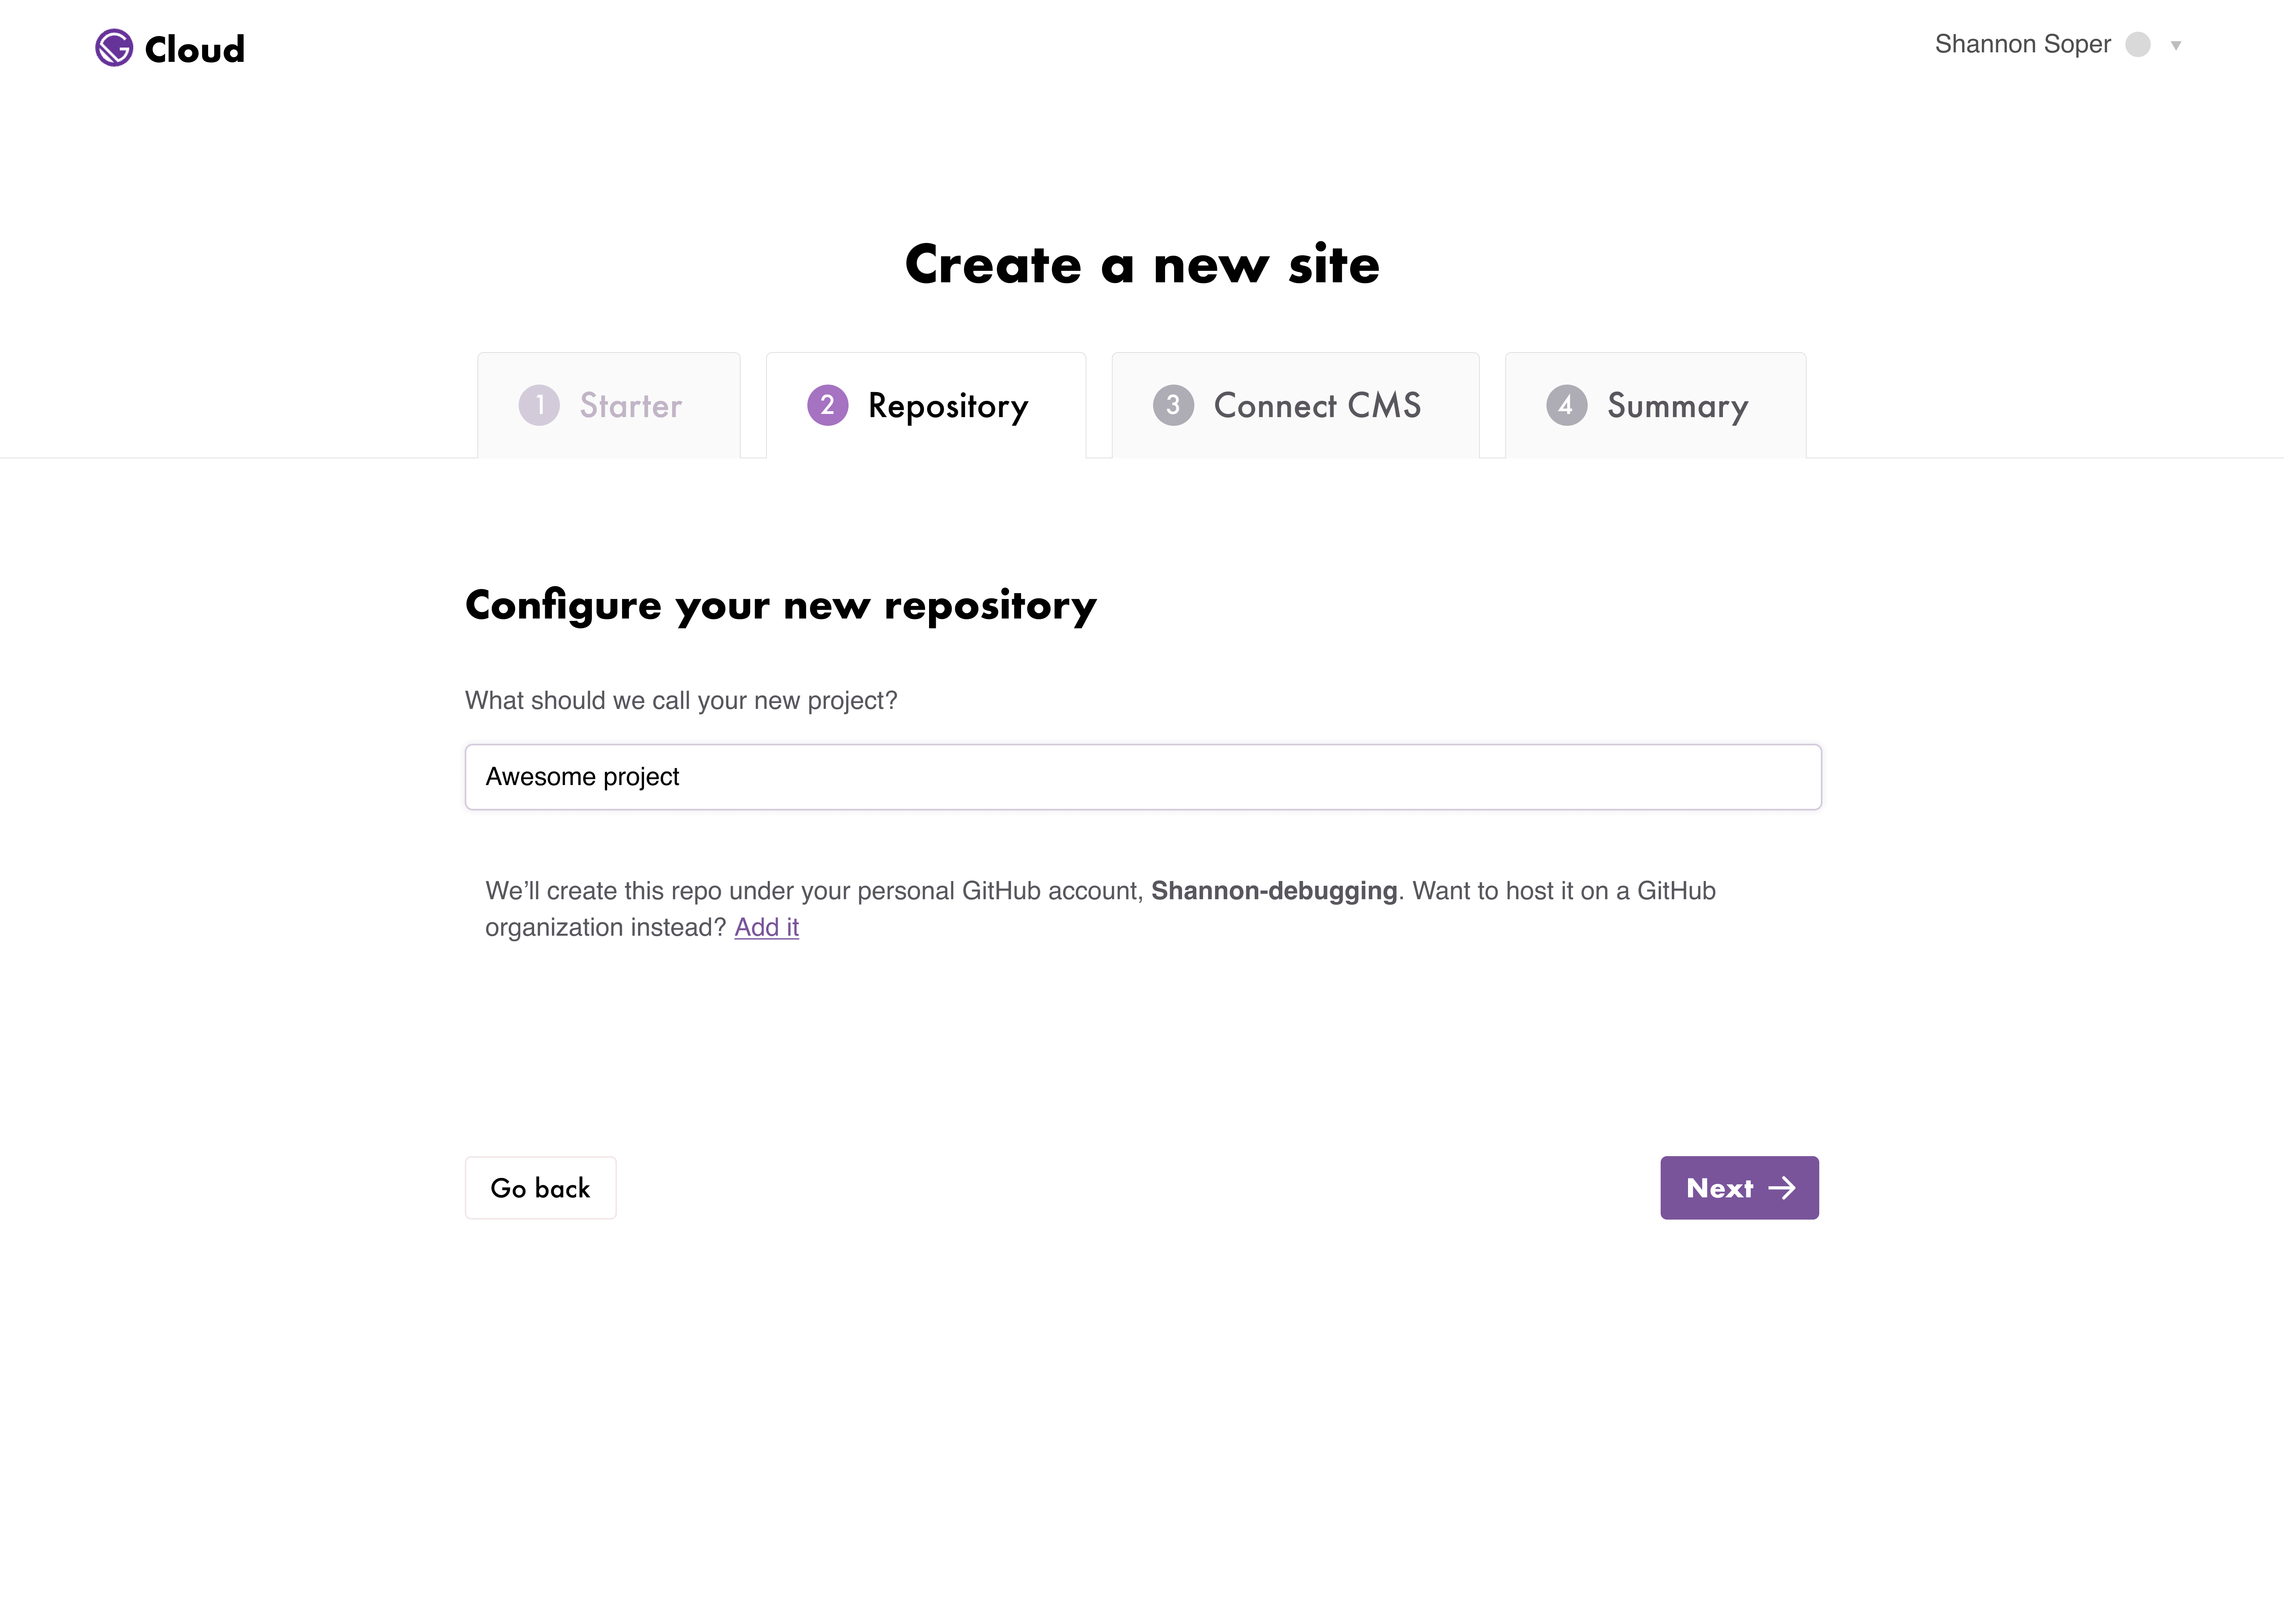 Cloud
Shannon Soper
Create a new site
1 Starter
2 Repository
3 Connect CMS
4 Summary
Configure your new repository
What should we call your new project?
Awesome project
We’ll create this repo under your personal GitHub account, Shannon-debugging. Want to host it on a GitHub
organization instead? Add it
Go back
Next →